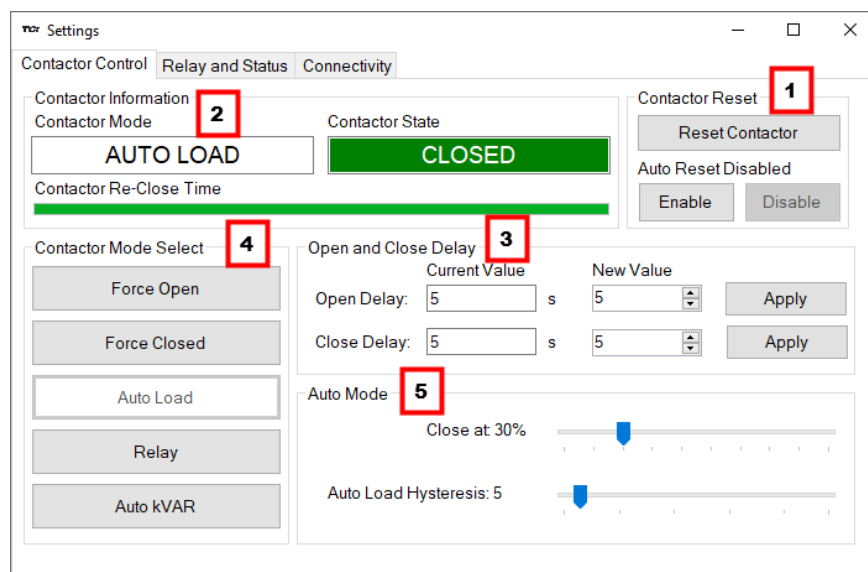 TCI Settings
Contactor Control Relay and Status Connectivity
Contactor Information
Contactor Mode
2
Contactor State
AUTO LOAD
CLOSED
Contactor Re-Close Time
Contactor Reset
1
Reset Contactor
Auto Reset Disabled
Enable Disable
Contactor Mode Select
4
Force Open
Force Closed
Auto Load
Relay
Auto kVAR
Open and Close Delay
3
Current Value New Value
Open Delay: 5 s 5 Apply
Close Delay: 5 s 5 Apply
Auto Mode
5
Close at: 30%
Auto Load Hysteresis: 5